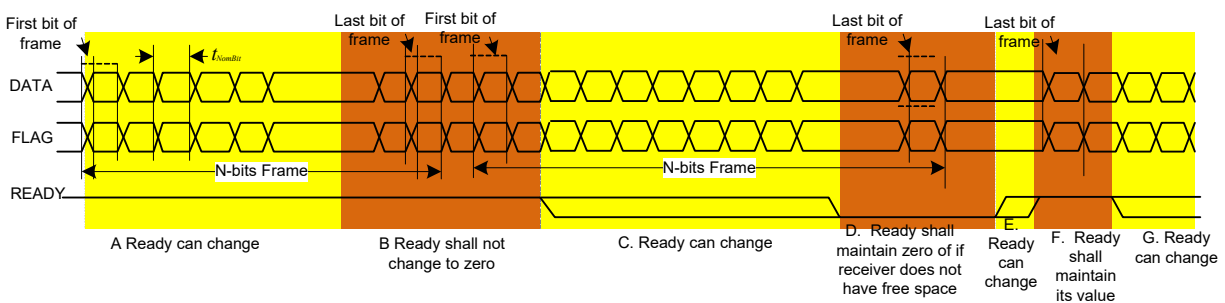 First bit of
frame
t NomBit
Last bit of
frame
First bit of
frame
Last bit of
frame
Last bit of
frame
DATA
FLAG
N-bits Frame
N-bits Frame
READY
A Ready can change
B Ready shall not
change to zero
C. Ready can change
D. Ready shall
maintain zero of if
receiver does not
have free space
E.
Ready
can
change
F. Ready
shall
maintain
its value
G. Ready
can change